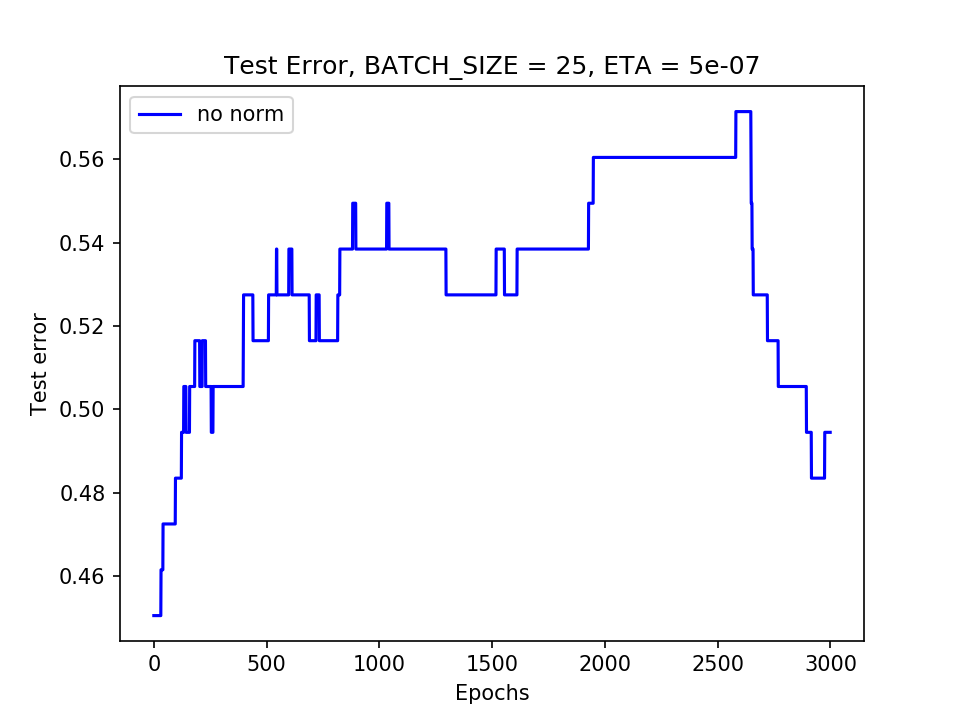 Test Error, BATCH_SIZE = 25, ETA = 5e-07
no norm
0.56
0.54
0.52
0.50
0.48
0.46
Test error
0 500 1000 1500 2000 2500 3000
Epochs